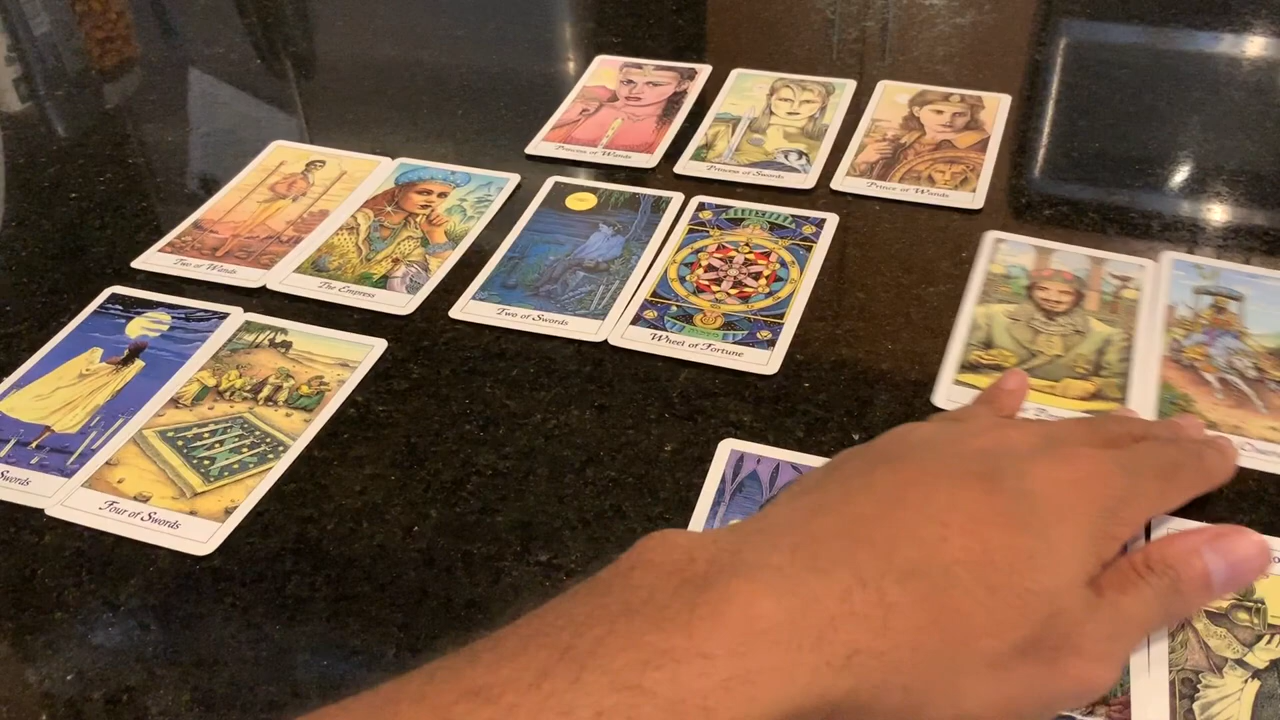 Princess of Wands
Princess of Swords
Prince of Wands
Two of Wands
The Empress
Two of Swords
Wheel of Fortune
Swords
Four of Swords